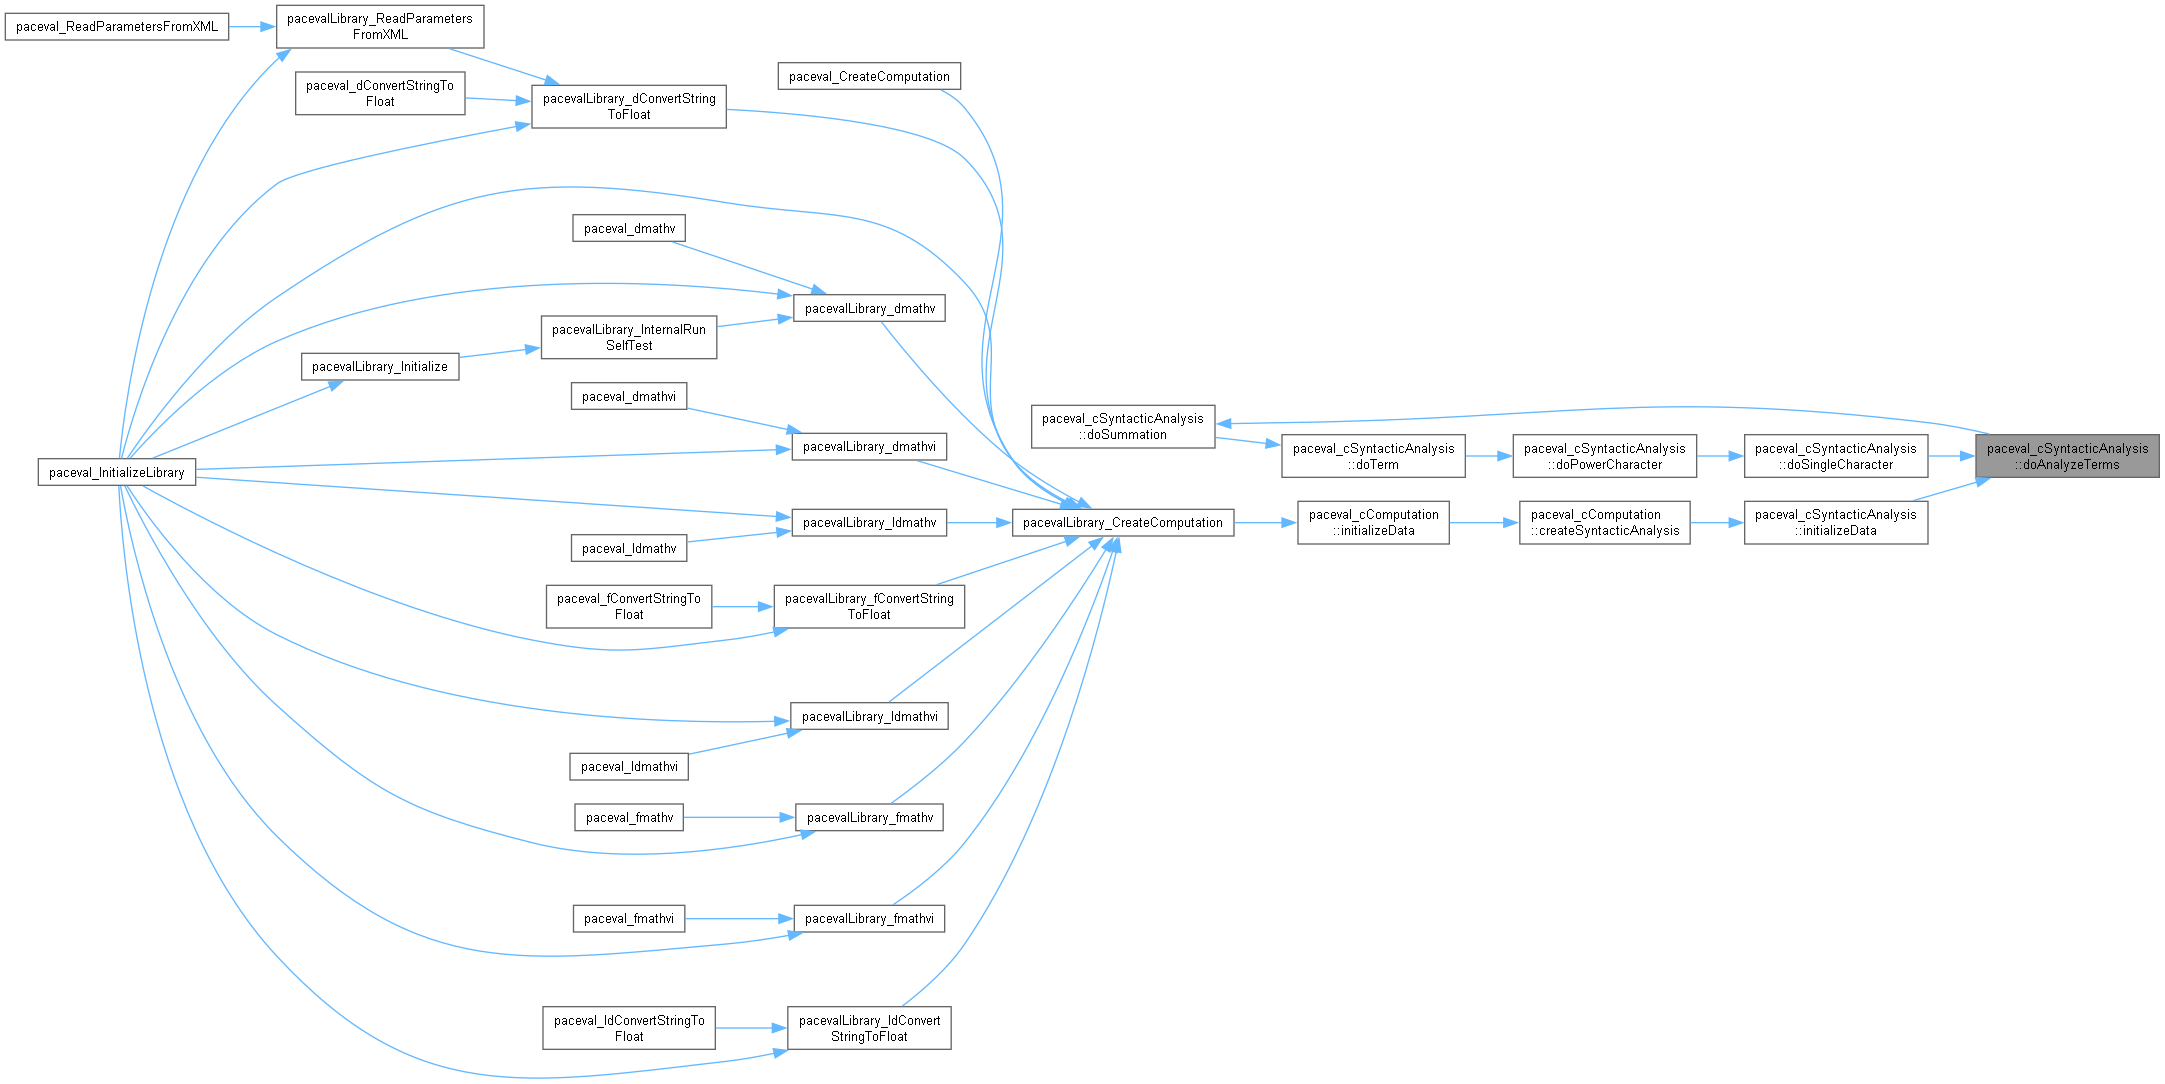 paceval_ReadParametersFromXML
pacevalLibrary_ReadParameters
FromXML
paceval_dConvertStringTo
Float
pacevalLibrary_dConvertString
ToFloat
paceval_CreateComputation
paceval_dmathv
pacevalLibrary_dmathv
pacevalLibrary_InternalRun
SelfTest
pacevalLibrary_Initialize
paceval_dmathvi
pacevalLibrary_dmathvi
paceval_InitializeLibrary
pacevalLibrary_ldmathv
paceval_ldmathv
pacevalLibrary_CreateComputation
paceval_cSyntacticAnalysis
::doSummation
paceval_cSyntacticAnalysis
::doTerm
paceval_cSyntacticAnalysis
::doPowerCharacter
paceval_cSyntacticAnalysis
::doSingleCharacter
paceval_cSyntacticAnalysis
::doAnalyzeTerms
paceval_cComputation
::initializeData
paceval_cComputation
::createSyntacticAnalysis
paceval_cSyntacticAnalysis
::initializeData
paceval_fConvertStringTo
Float
pacevalLibrary_fConvertString
ToFloat
pacevalLibrary_ldmathvi
paceval_ldmathvi
paceval_fmathv
pacevalLibrary_fmathv
paceval_fmathvi
pacevalLibrary_fmathvi
paceval_ldConvertStringTo
Float
pacevalLibrary_ldConvert
StringToFloat